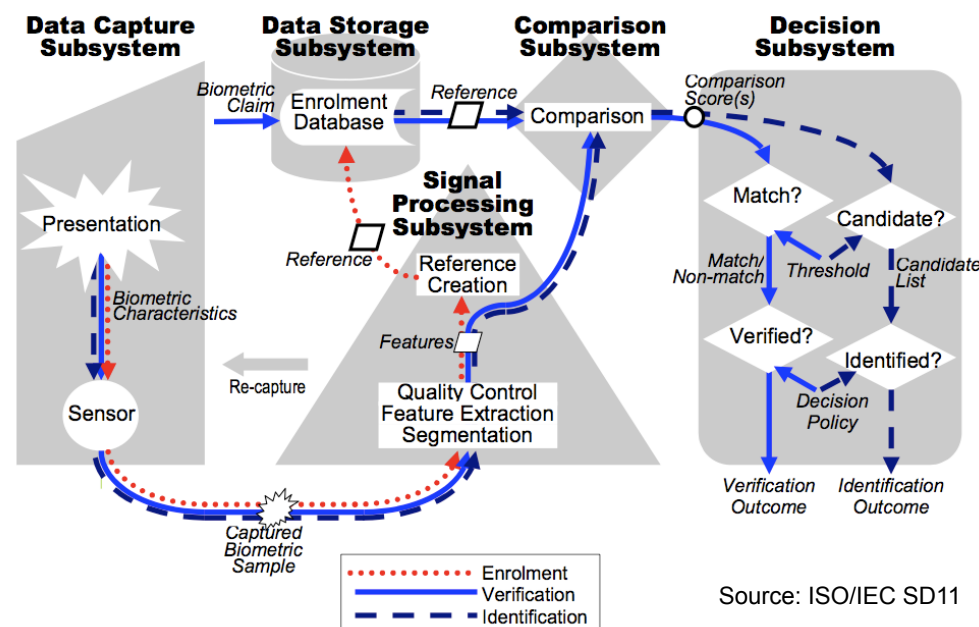 Data Capture
Subsystem
Data Storage
Subsystem
Comparison
Subsystem
Decision
Subsystem
Biometric
Claim
Enrolment
Database
Reference
Comparison
Comparison
Score(s)
Presentation
Signal
Processing
Subsystem
Match?
Candidate?
Reference
Reference
Creation
Match/
Non-match
Threshold
Candidate
List
Biometric
Characteristics
Features
Verified?
Identified?
Re-capture
Sensor
Quality Control
Feature Extraction
Segmentation
Decision
Policy
Captured
Biometric
Sample
Verification
Outcome
Identification
Outcome
Enrolment
Verification
Identification
Source: ISO/IEC SD11